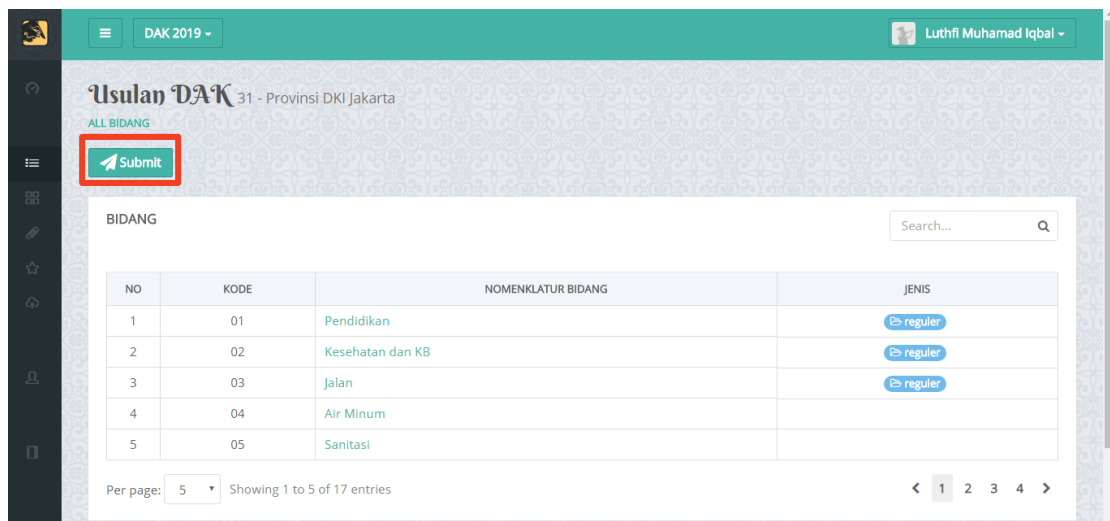 DAK 2019
Luthfi Muhamad Iqbal
Usulan DAK 31 - Provinsi DKI Jakarta
ALL BIDANG
Submit
BIDANG
Search...
NO KODE NOMENKLATUR BIDANG JENIS
1 01 Pendidikan reguler
2 02 Kesehatan dan KB reguler
3 03 Jalan reguler
4 04 Air Minum
5 05 Sanitasi
Per page: 5 Showing 1 to 5 of 17 entries 1 2 3 4